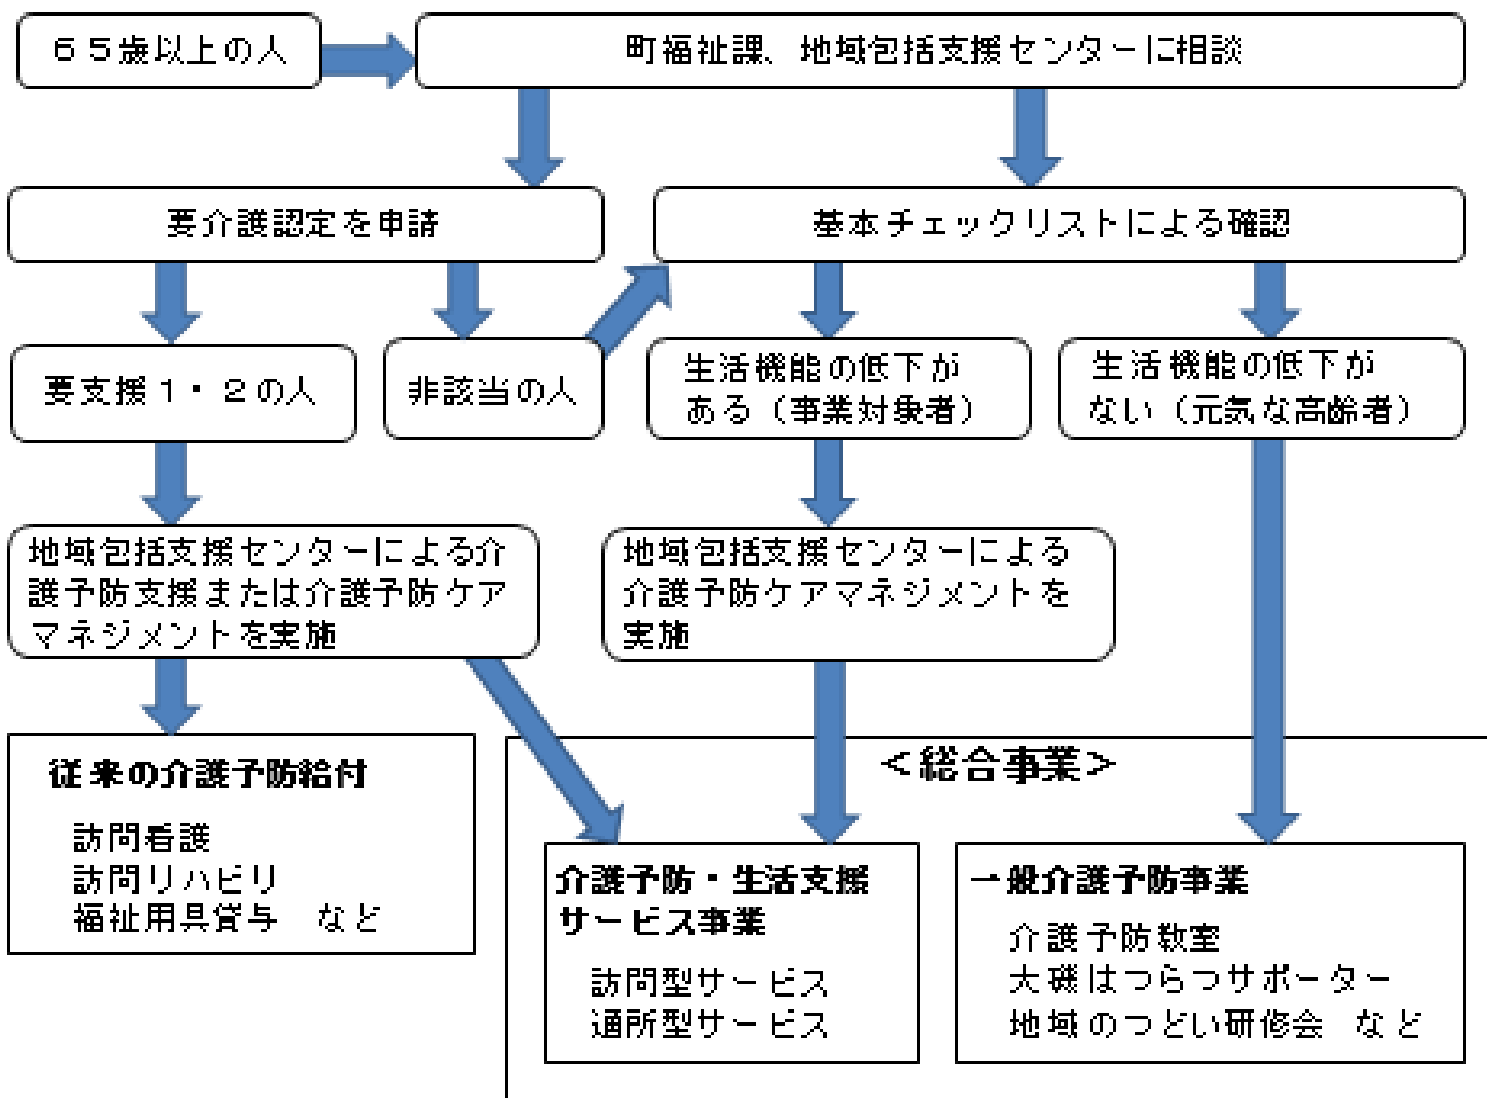 ６５歳以上の人
町福祉課、地域包括支援センターに相談
要介護認定を申請
基本チェックリストによる確認
要支援１・２の人
非該当の人
生活機能の低下が
ある（事業対象者）
生活機能の低下が
ない（元気な高齢者）
地域包括支援センターによる介
護予防支援または介護予防ケア
マネジメントを実施
地域包括支援センターによる
介護予防ケアマネジメントを
実施
従来の介護予防給付
訪問看護
訪問リハビリ
福祉用具貸与　など
＜総合事業＞
介護予防・生活支援
サービス事業
訪問型サービス
通所型サービス
一般介護予防事業
介護予防教室
大磯はつらつサポーター
地域のつどい研修会　など